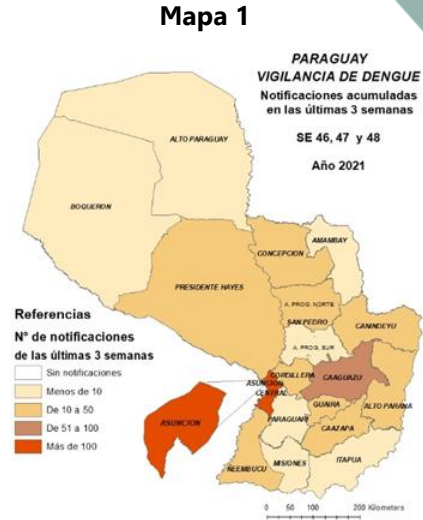 Mapa 1
PARAGUAY
VIGILANCIA DE DENGUE
Notificaciones acumuladas
en las últimas 3 semanas
SE 46, 47 y 48
Año 2021
ALTO PARAGUAY
BOQUERON
AMAMBAY
CONCEPCION
PRESIDENTE HAYES
A. PROG. NORTE
SAN PEDRO
CANINDEYU
A. PROG. SUR
CORDILLERA
CAAGUAZU
ASUNCION
CENTRAL
GUAIRA
ALTO PARANA
PARAGUARI
CAAZAPA
ASUNCION
ÑEEMBUCU
MISIONES
ITAPUA
Referencias
N° de notificaciones
de las últimas 3 semanas
Sin notificaciones
Menos de 10
De 10 a 50
De 51 a 100
Más de 100
0 50 100 200 Kilometers